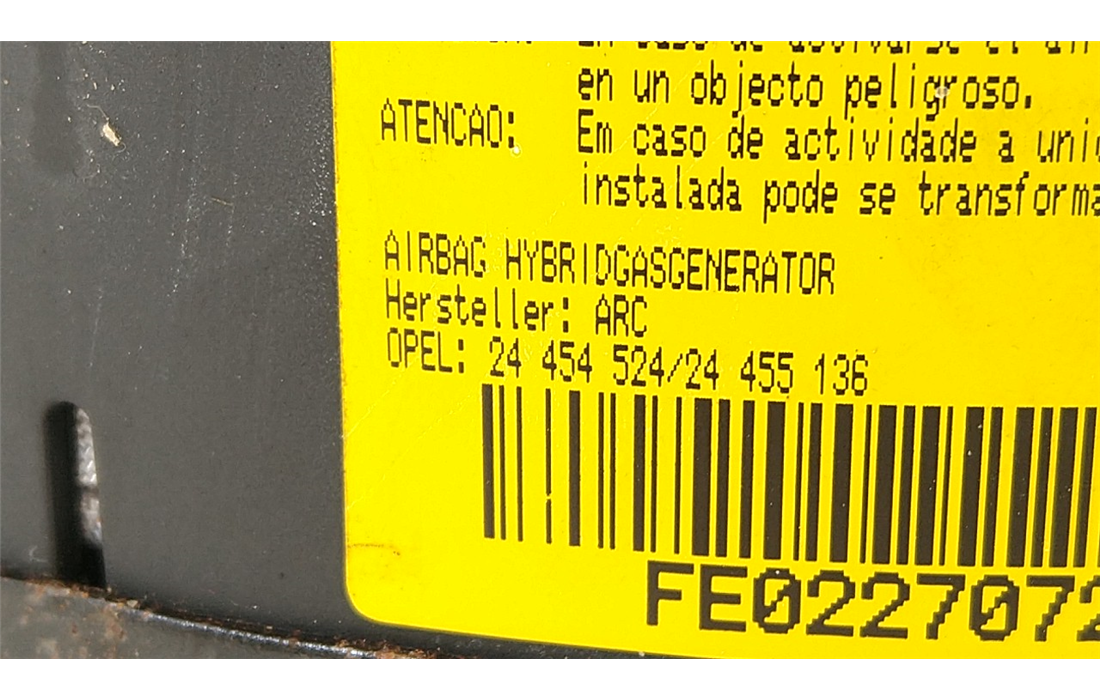 en un objecto peligroso.
ATENCAO: Em caso de actividade a
instalada pode se
AIRBAG HYBRIDGASGENERATOR
Hersteller: ARC
OPEL: 24 454 524/24 455 136
FE0227072